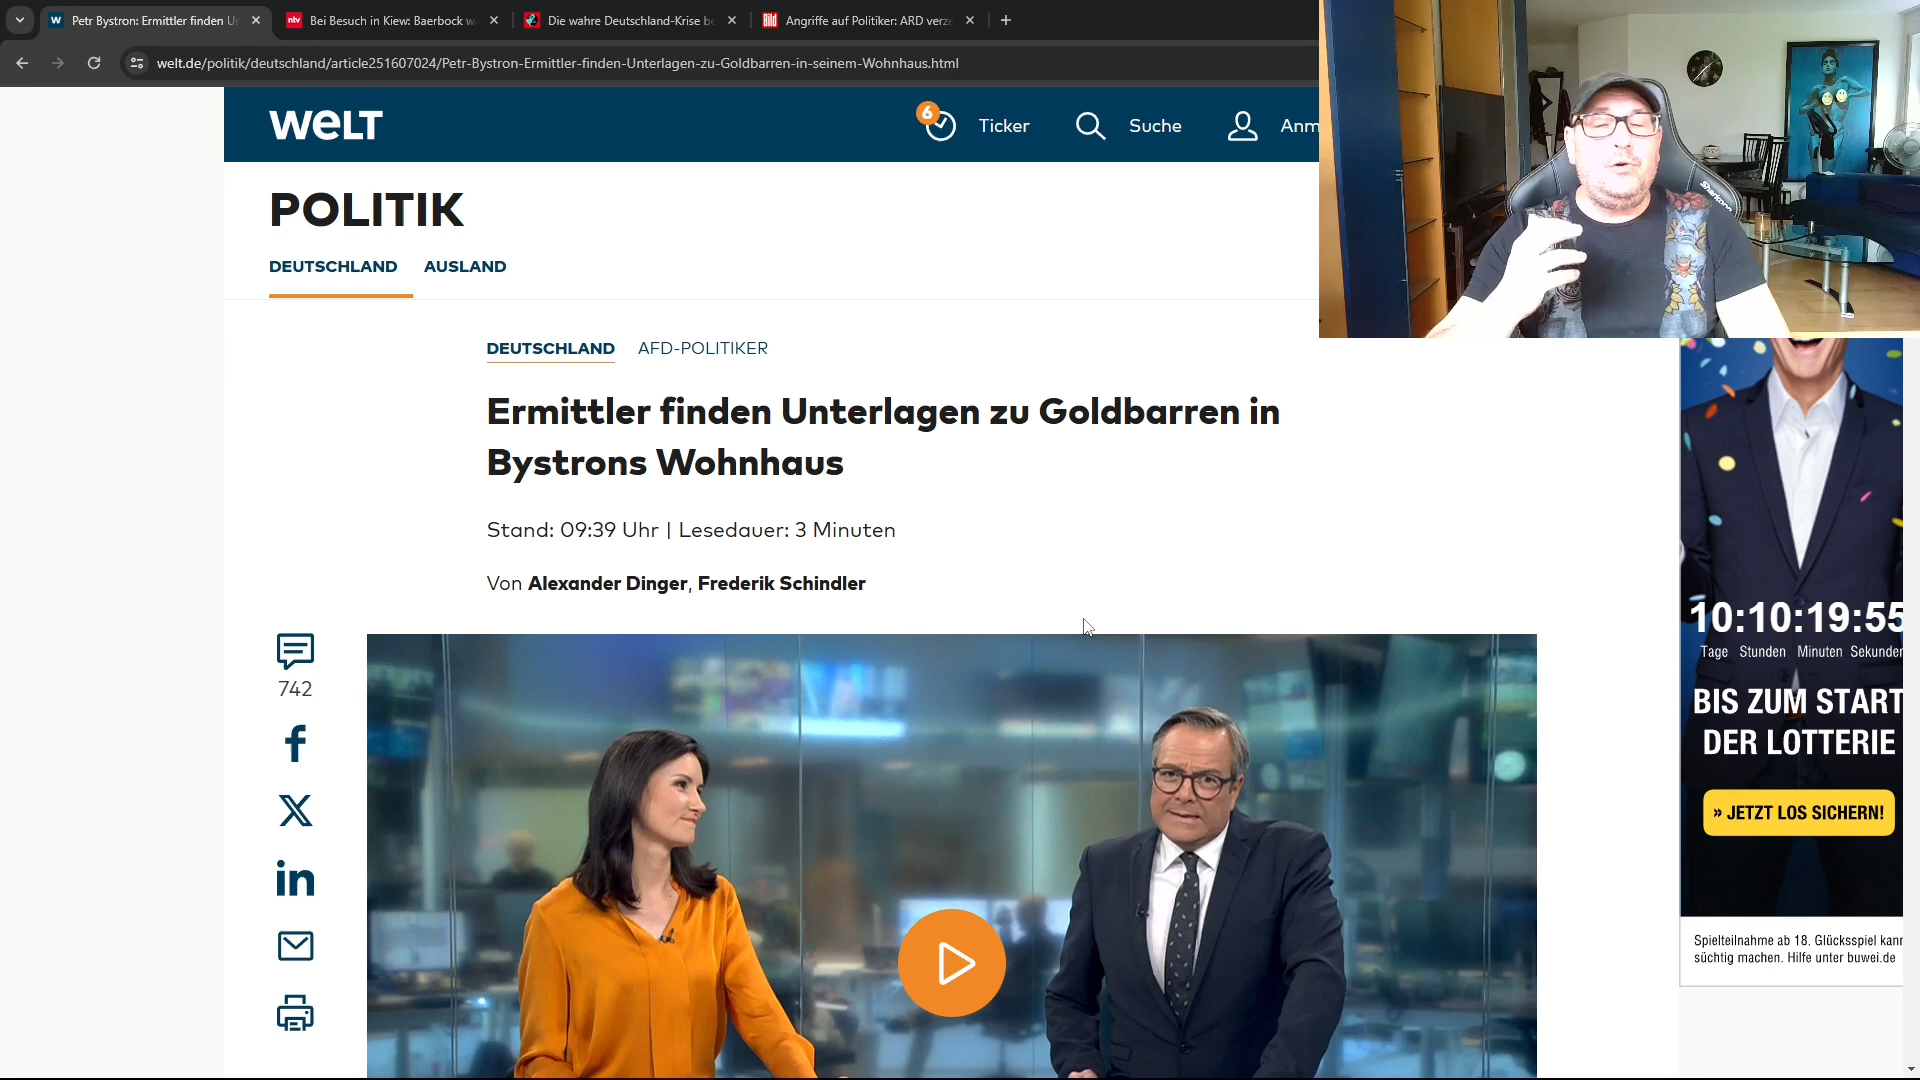 Petr Bystron: Ermittler finden U
Bei Besuch in Kiew: Baerbock w
Die wahre Deutschland-Krise be
Angriffe auf Politiker: ARD verze
welt.de/politik/deutschland/article251607024/Petr-Bystron-Ermittler-finden-Unterlagen-zu-Goldbarren-in-seinem-Wohnhaus.html
WELT
6
Ticker
Suche
Anm
POLITIK
DEUTSCHLAND
AUSLAND
DEUTSCHLAND
AFD-POLITIKER
Ermittler finden Unterlagen zu Goldbarren in
Bystrons Wohnhaus
Stand: 09:39 Uhr | Lesedauer: 3 Minuten
Von Alexander Dinger, Frederik Schindler
742
Sharkoon
10:10:19:55
Tage Stunden Minuten Sekunden
BIS ZUM START
DER LOTTERIE
» JETZT LOS SICHERN!
Spielteilnahme ab 18. Glücksspiel kann
süchtig machen. Hilfe unter buwei.de